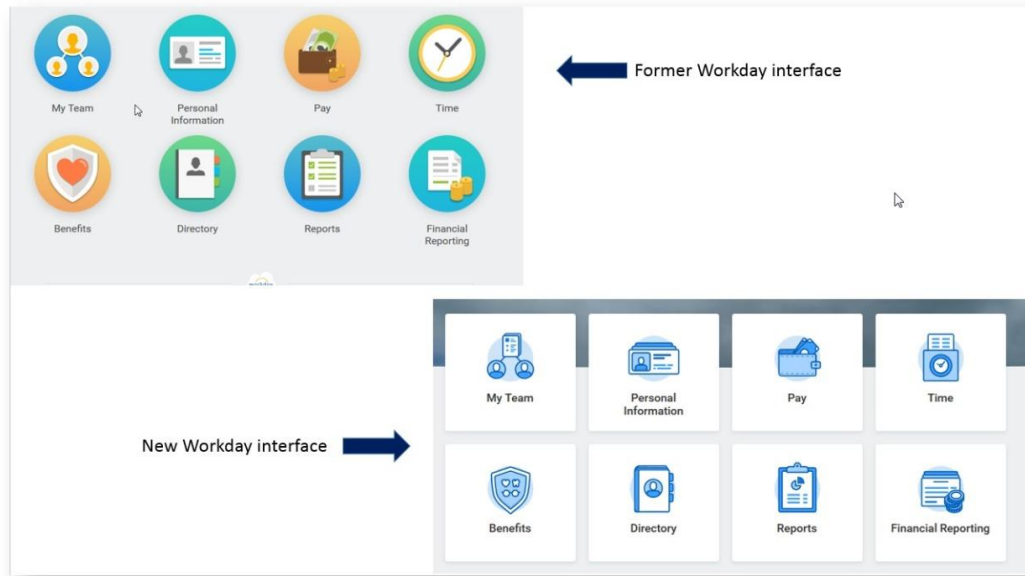 My Team
Personal
Information
Pay
Time
Former Workday interface
Benefits
Directory
Reports
Financial
Reporting
New Workday interface
My Team
Personal
Information
Pay
Time
Benefits
Directory
Reports
Financial Reporting